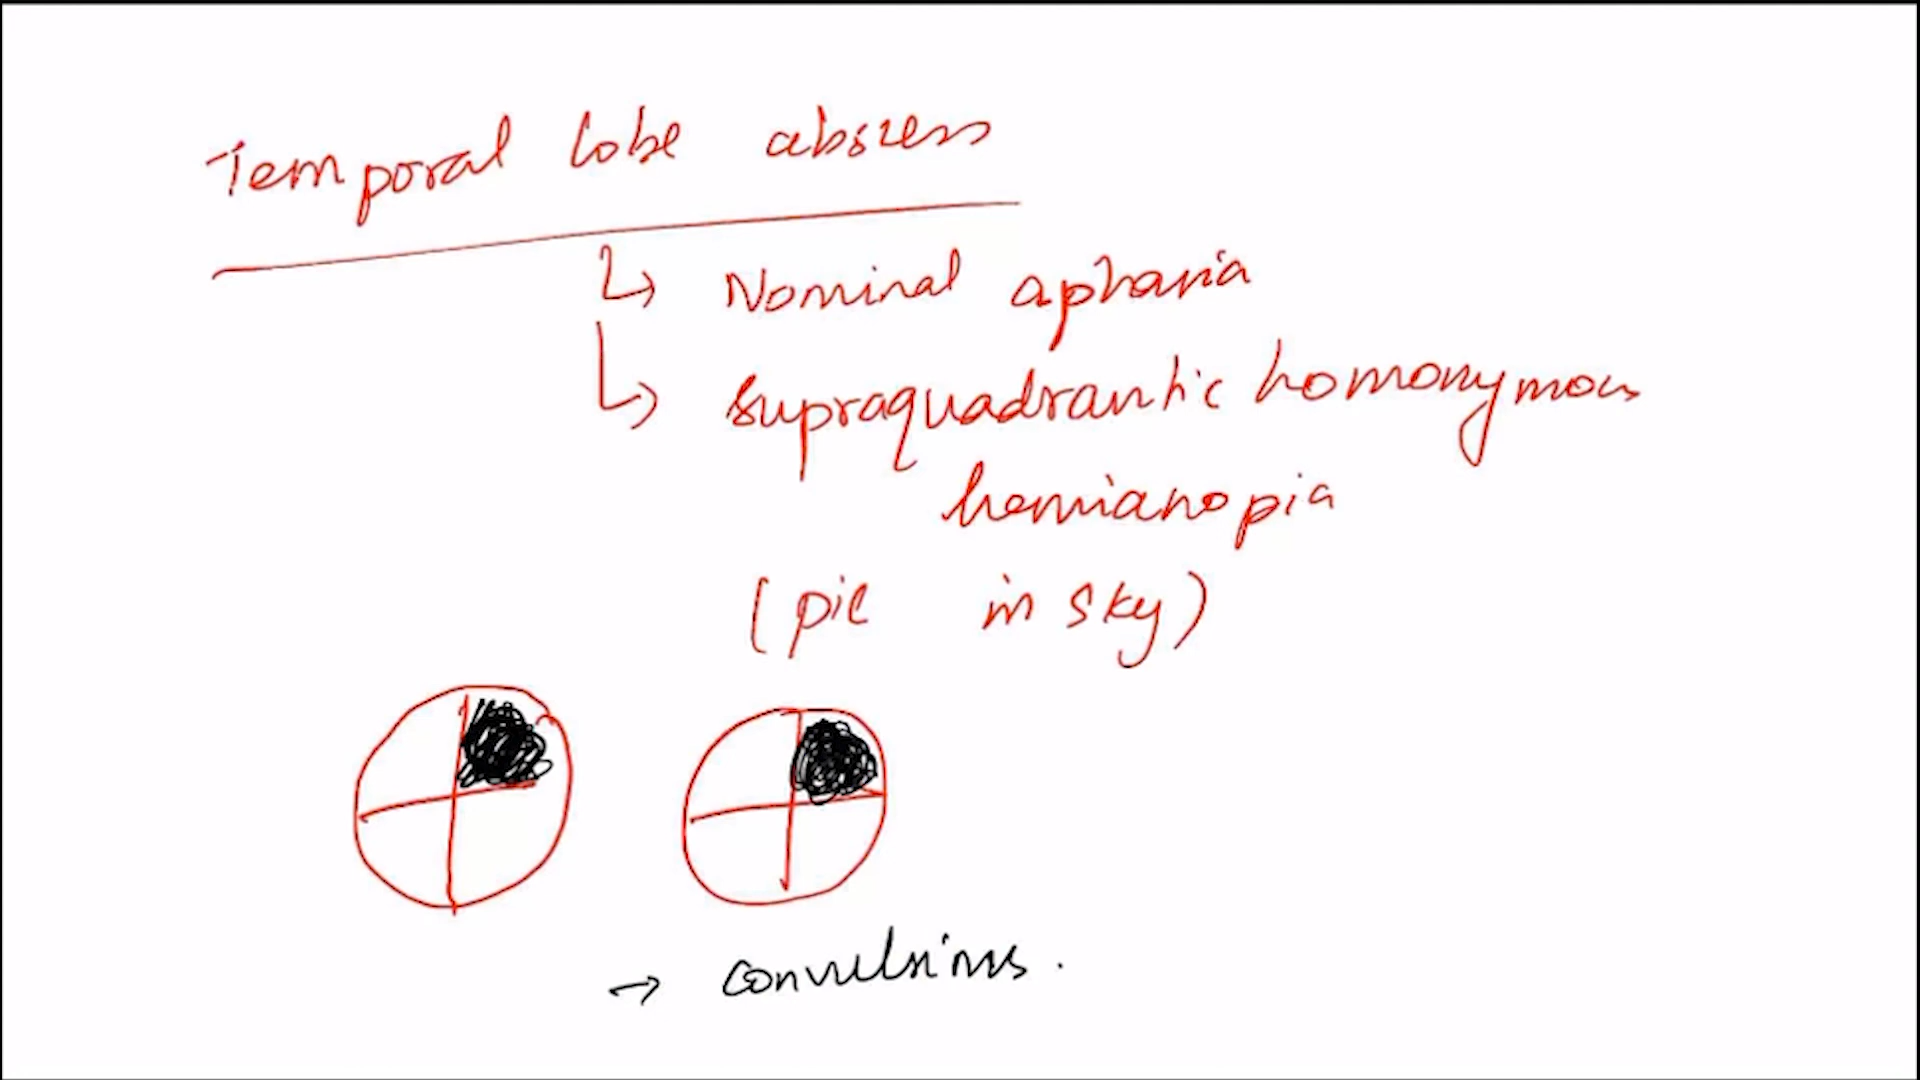 Temporal lobe abscess
↳ Nominal aphasia
↳ supraquadrantic homonymous
hemianopia
(pie in sky)
→ convulsions.